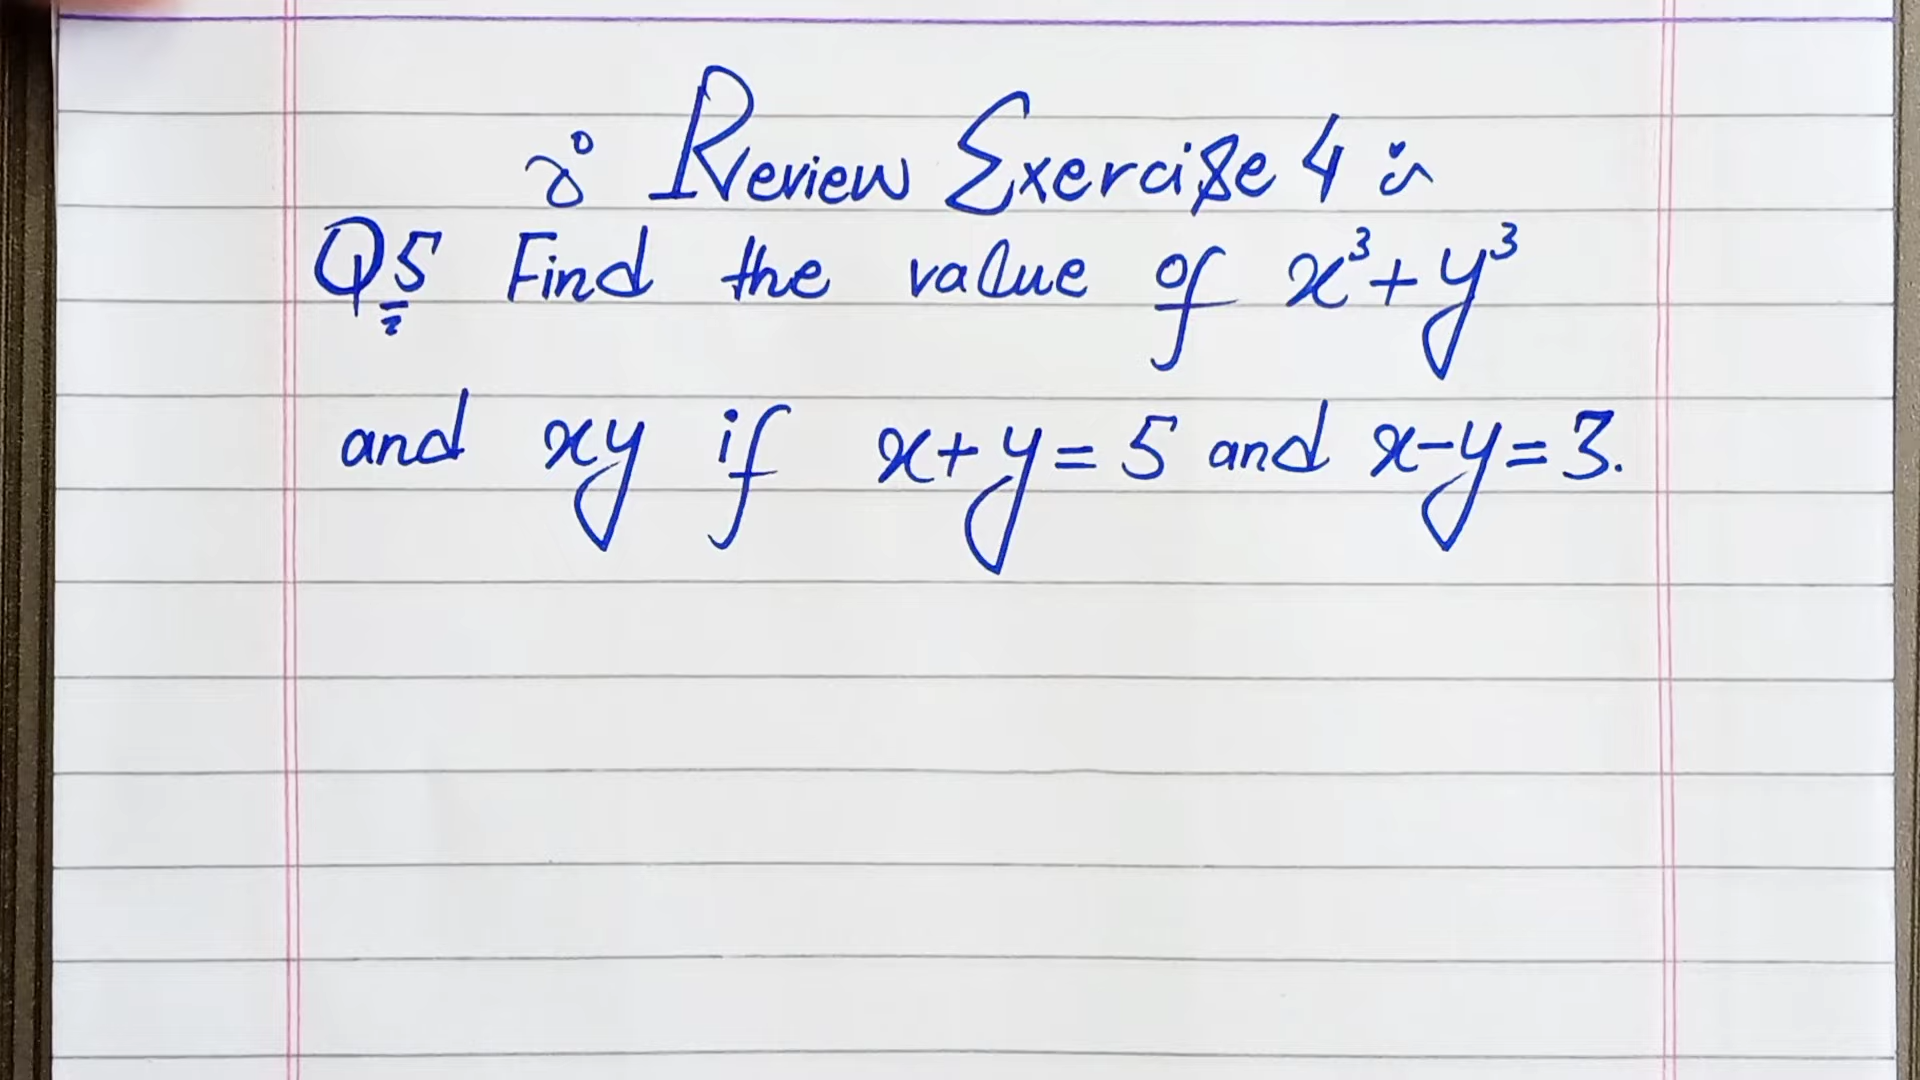 Review Exercise 4
Q5 Find the value of x³+y³
and xy if x+y=5 and x-y=3.